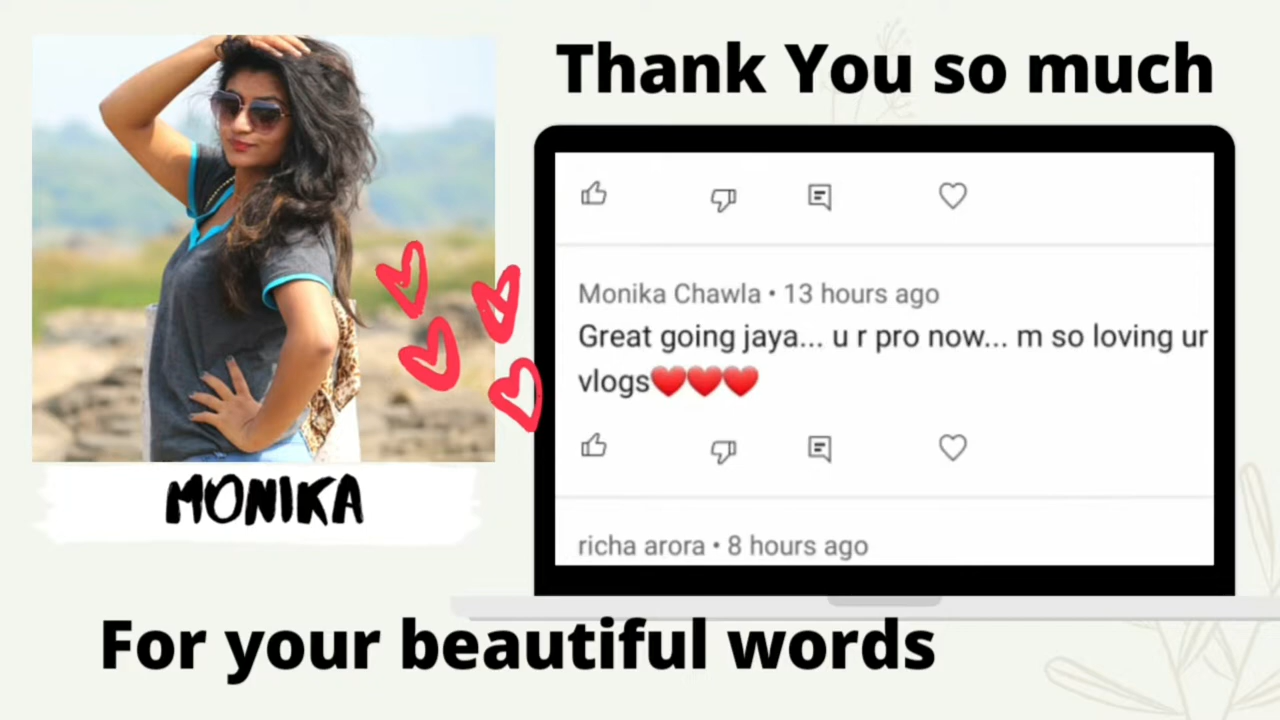 Thank You so much
Monika Chawla • 13 hours ago
Great going jaya... u r pro now... m so loving ur
vlogs❤️❤️❤️
richa arora • 8 hours ago
MONIKA
For your beautiful words